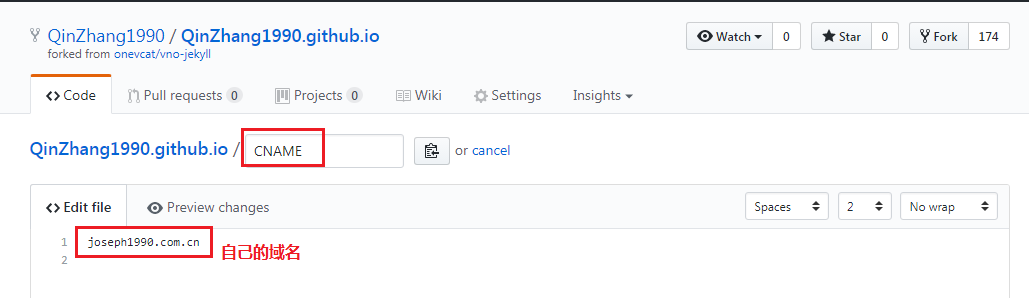 QinZhang1990 / QinZhang1990.github.io
forked from onevcat/vno-jekyll
Watch 0 Star 0 Fork 174
Code Pull requests 0 Projects 0 Wiki Settings Insights
QinZhang1990.github.io / CNAME or cancel
Edit file Preview changes Spaces 2 No wrap
1 joseph1990.com.cn 自己的域名
2